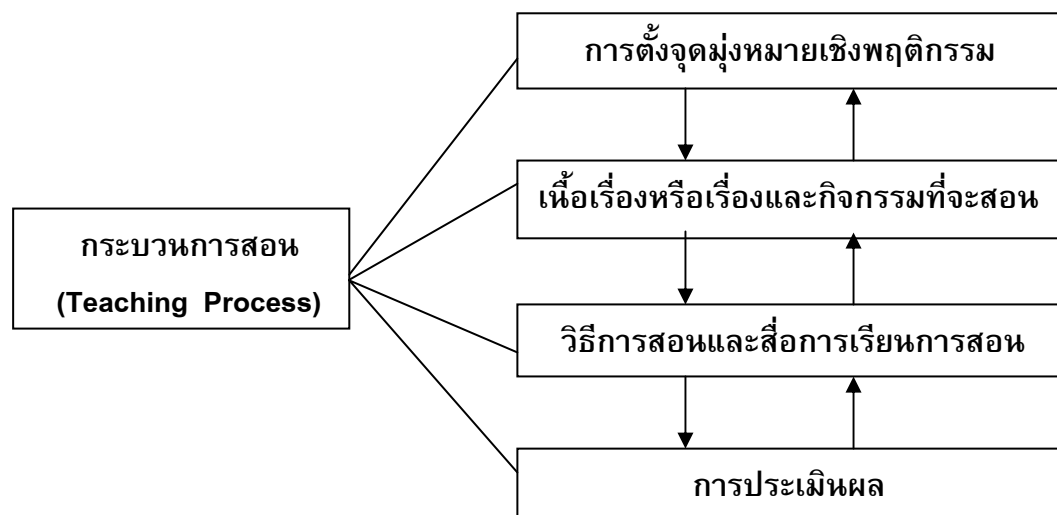 การตั้งจุดมุ่งหมายเชิงพฤติกรรม
เนื้อเรื่องหรือเรื่องและกิจกรรมที่จะสอน
กระบวนการสอน
(Teaching Process)
วิธีการสอนและสื่อการเรียนการสอน
การประเมินผล